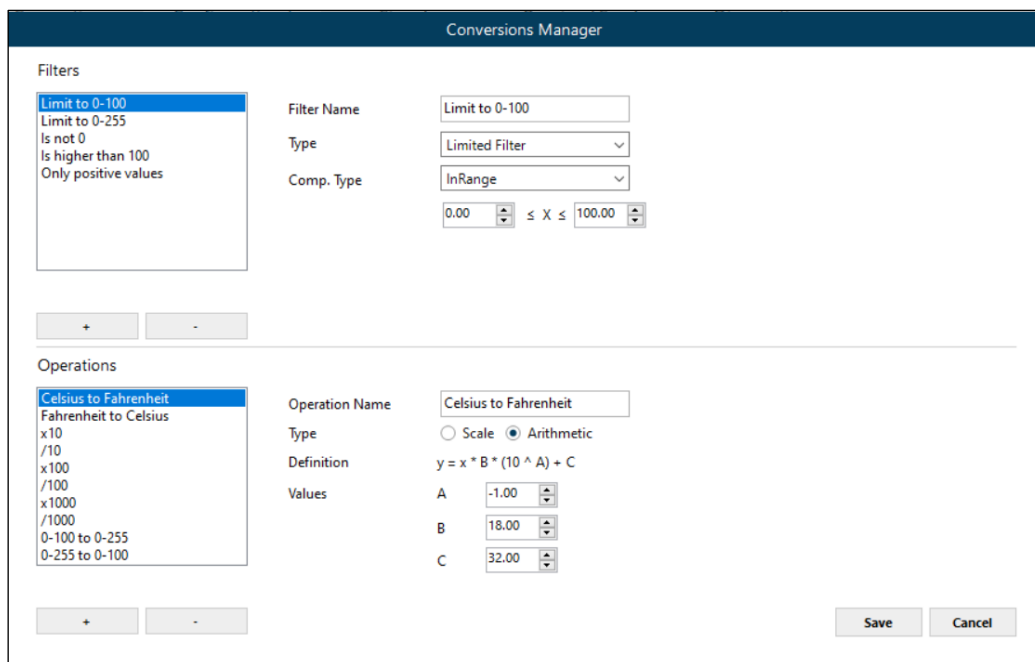 Conversions Manager
Filters
Limit to 0-100
Limit to 0-255
Is not 0
Is higher than 100
Only positive values
Filter Name Limit to 0-100
Type Limited Filter
Comp. Type InRange
0.00 ≤ X ≤ 100.00
+ -
Operations
Celsius to Fahrenheit
Fahrenheit to Celsius
x10
/10
x100
/100
x1000
/1000
0-100 to 0-255
0-255 to 0-100
Operation Name Celsius to Fahrenheit
Type Scale Arithmetic
Definition y = x * B * (10 ^ A) + C
Values A -1.00
B 18.00
C 32.00
+ -
Save Cancel